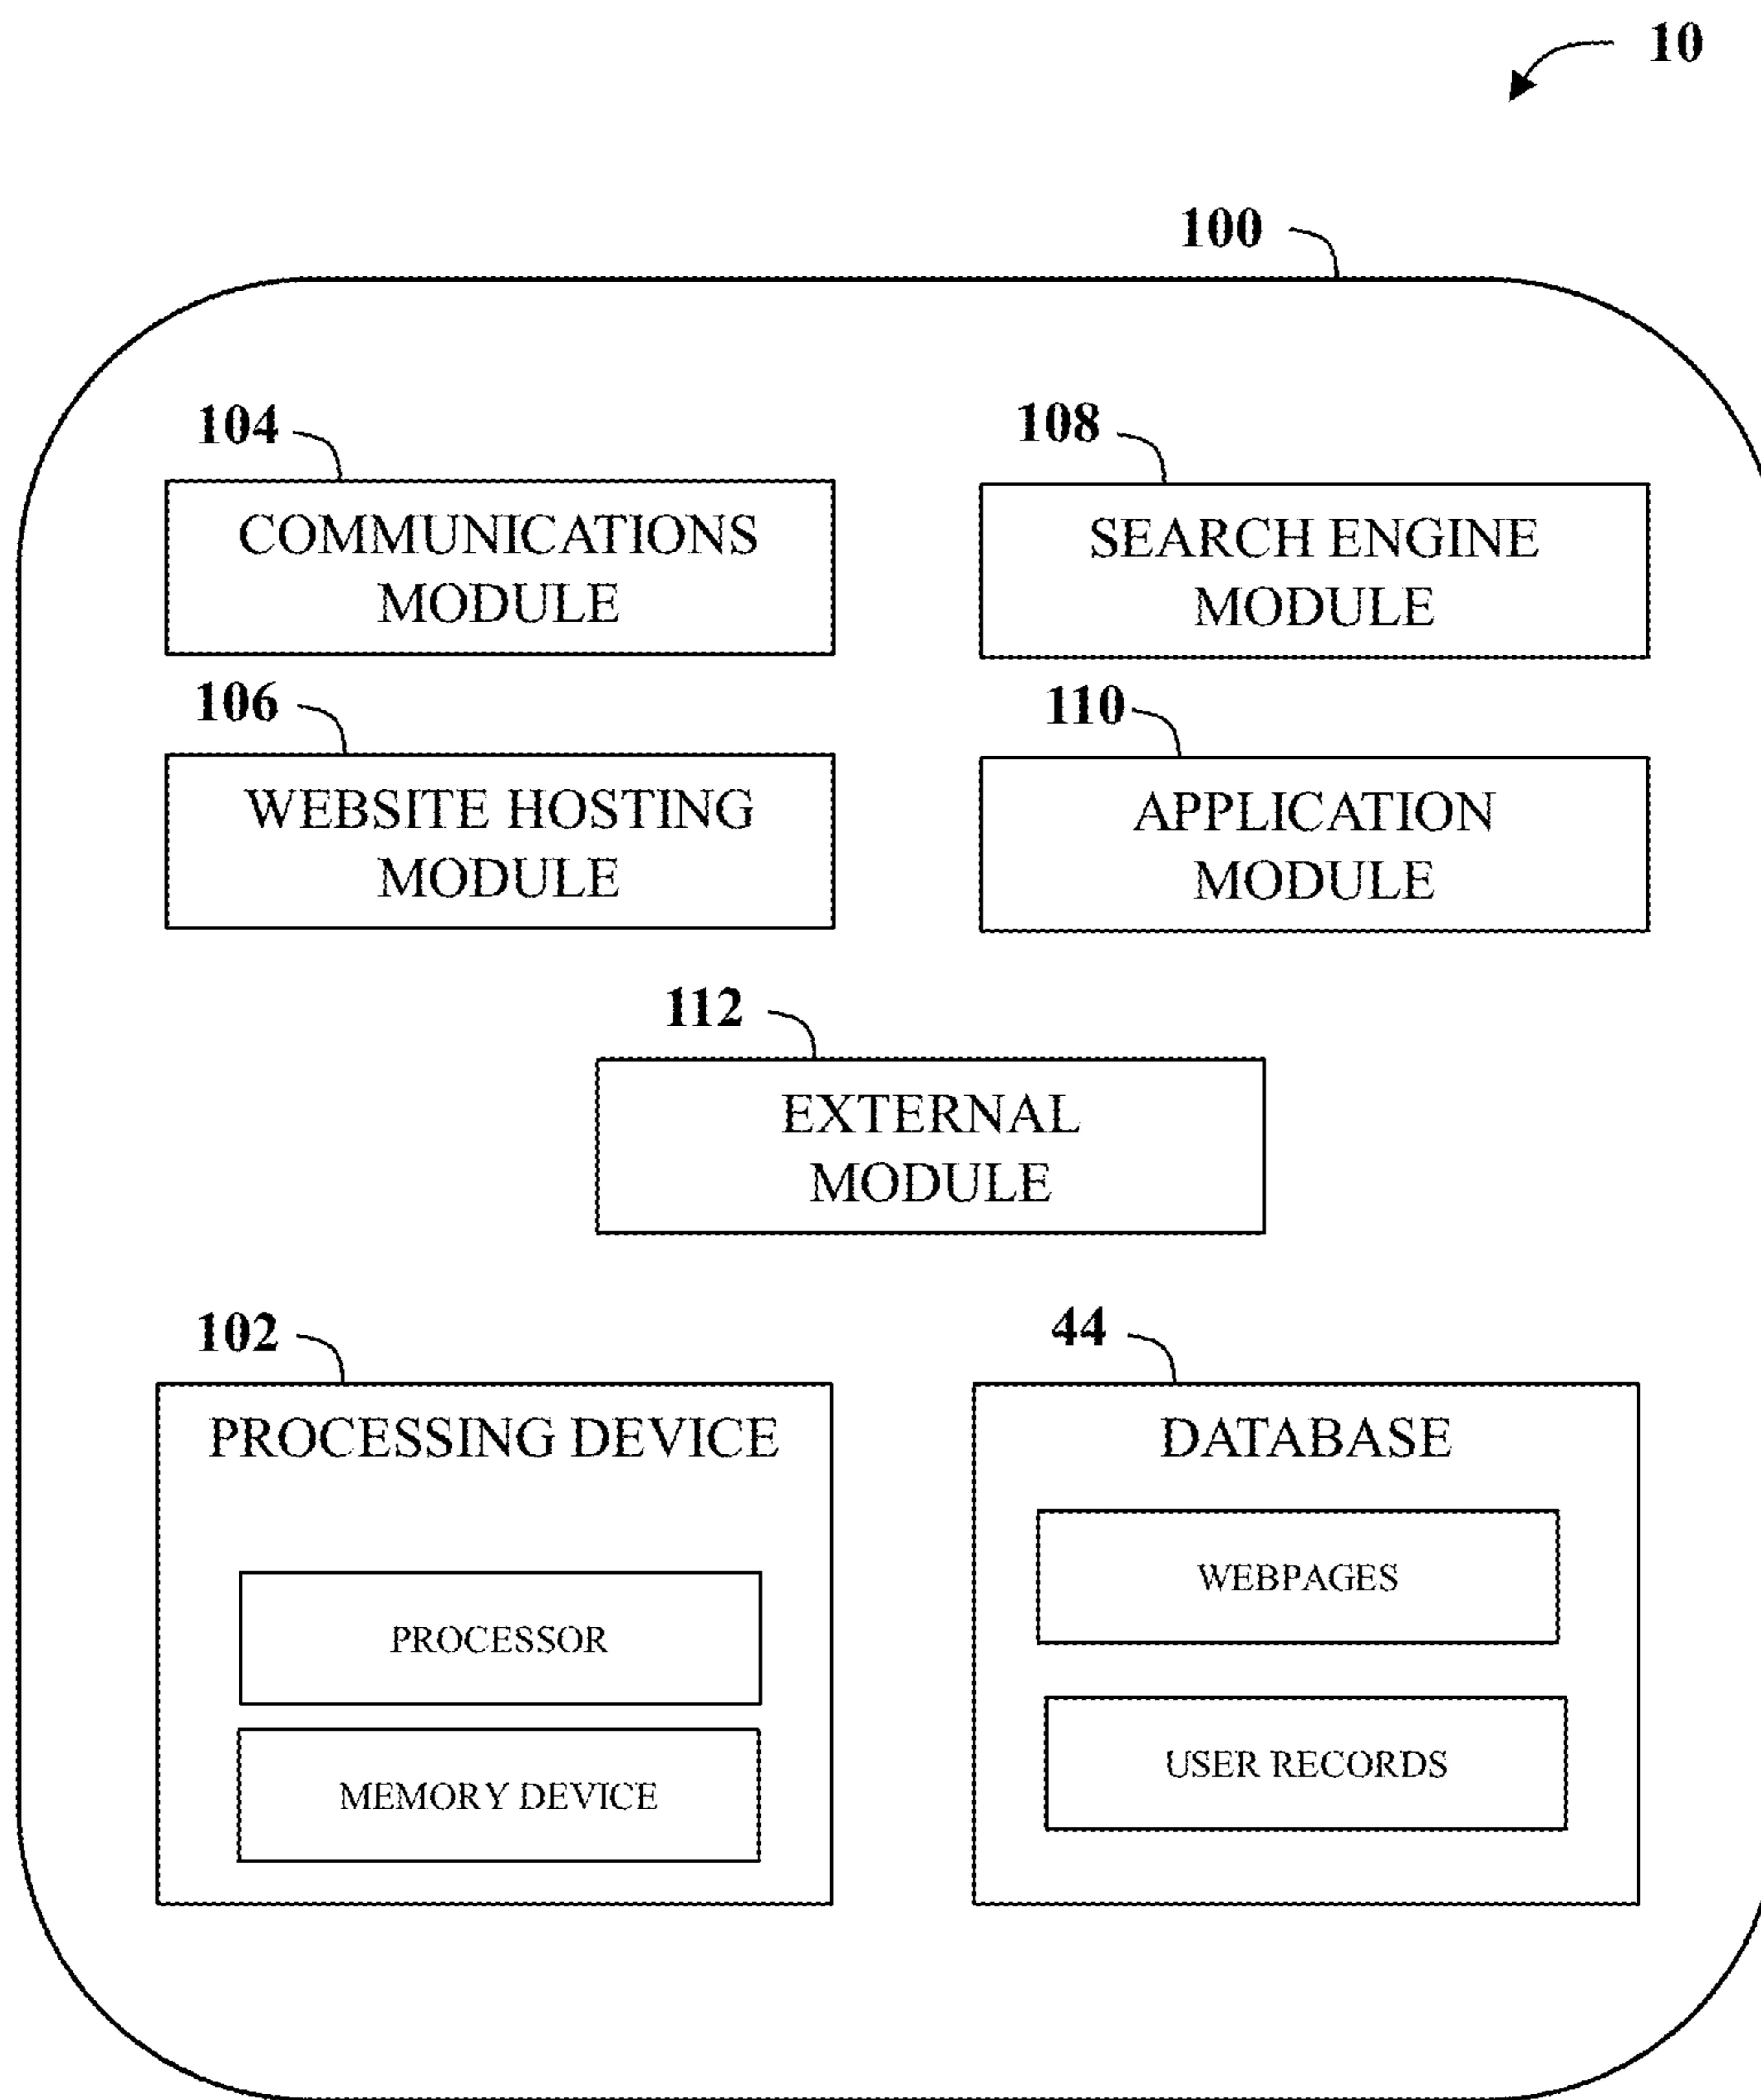 10
100
104
COMMUNICATIONS
MODULE
108
SEARCH ENGINE
MODULE
106
WEBSITE HOSTING
MODULE
110
APPLICATION
MODULE
112
EXTERNAL
MODULE
102
PROCESSING DEVICE
PROCESSOR
MEMORY DEVICE
44
DATABASE
WEBPAGES
USER RECORDS